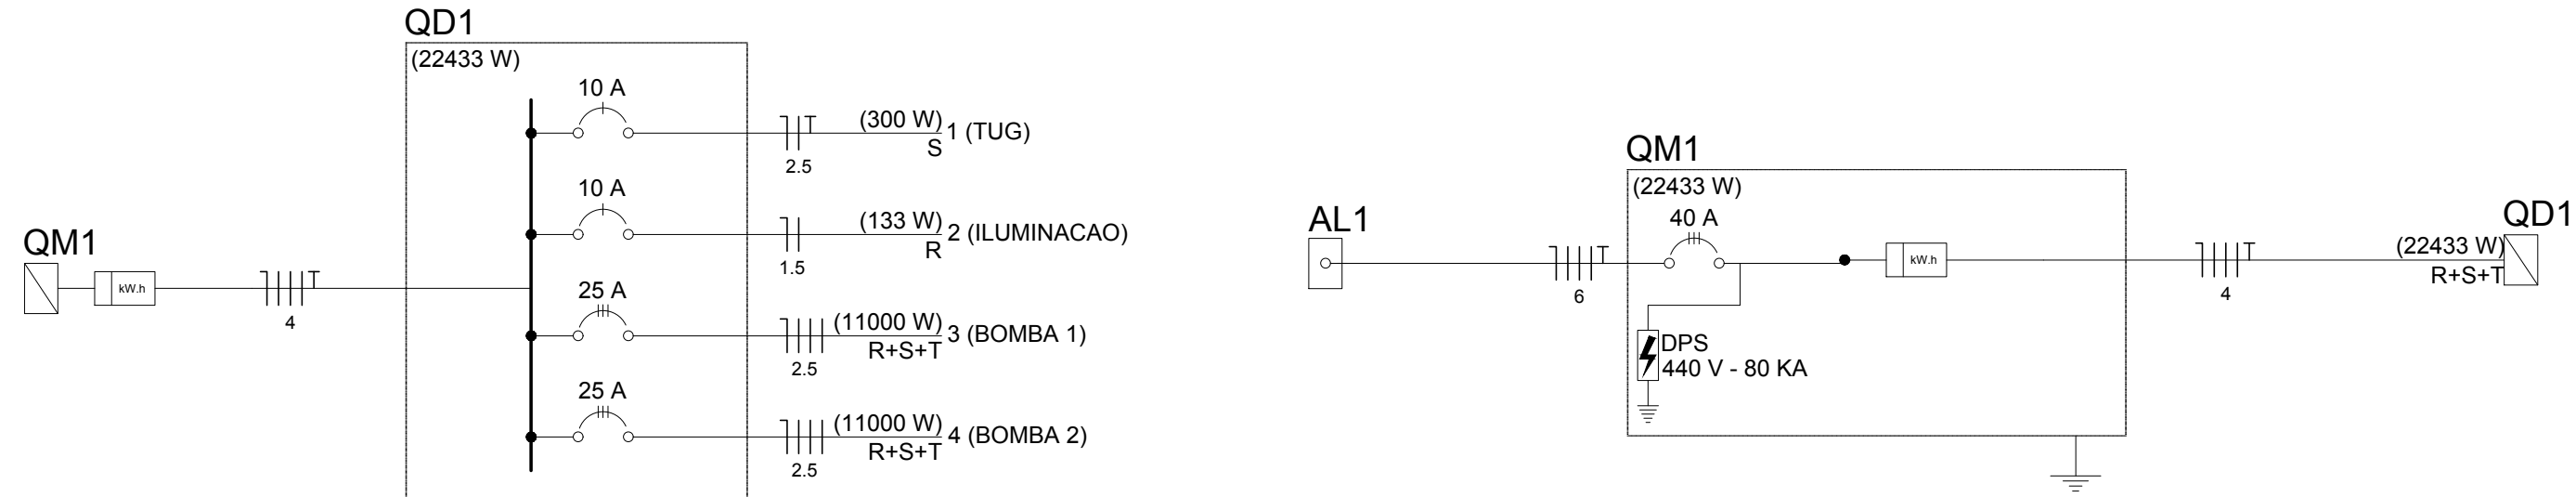 QD1
(22433 W)
10 A
(300 W)
1 (TUG)
S
2.5
10 A
(133 W)
2 (ILUMINACAO)
R
1.5
QM1
kW.h
4
25 A
(11000 W)
3 (BOMBA 1)
R+S+T
2.5
25 A
(11000 W)
4 (BOMBA 2)
R+S+T
2.5
QM1
(22433 W)
40 A
AL1
T
6
kW.h
DPS
440 V - 80 KA
T
4
(22433 W)
R+S+T
QD1